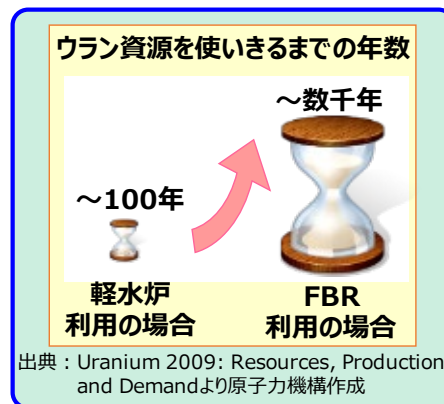 ウラン資源を使いきるまでの年数
～数千年
～100年
軽水炉
利用の場合
FBR
利用の場合
出典：Uranium 2009: Resources, Production
and Demandより原子力機構作成